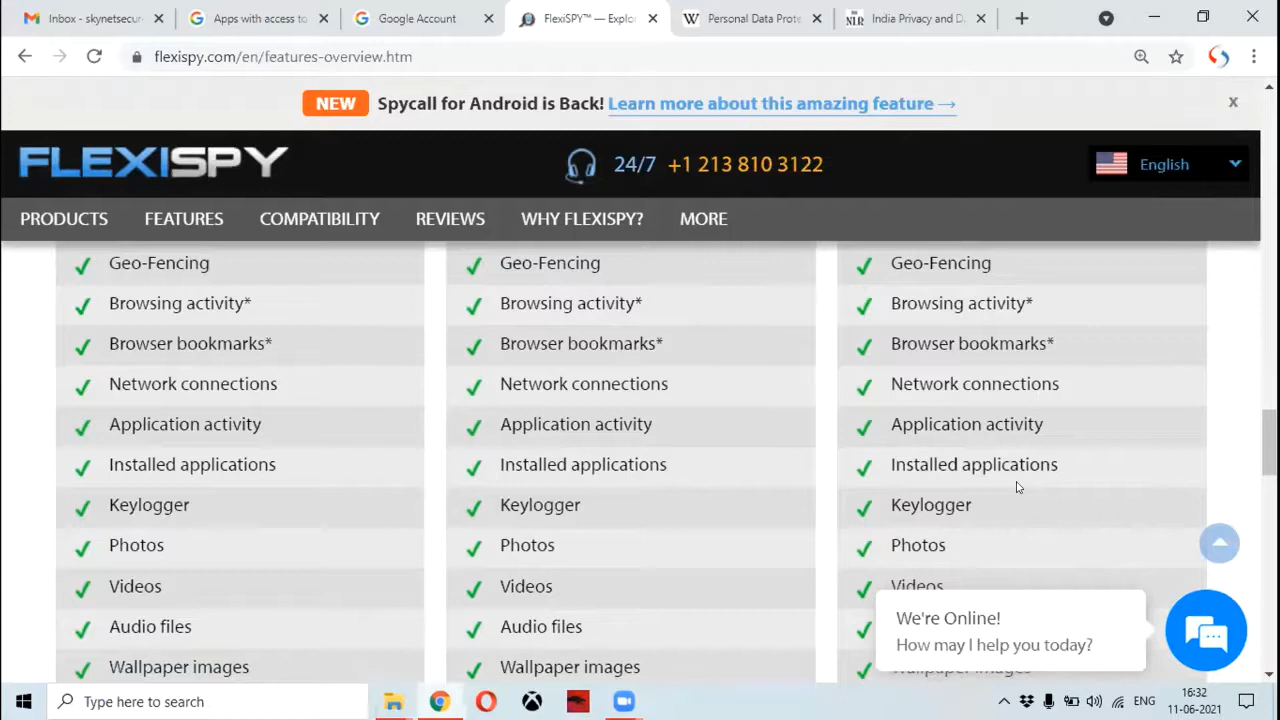 Inbox - skynetsecur
Apps with access to
Google Account
FlexiSPY™ — Explor
Personal Data Prote
India Privacy and D
flexispy.com/en/features-overview.htm
NEW Spycall for Android is Back! Learn more about this amazing feature →
x
FLEXISPY
24/7 +1 213 810 3122
English
PRODUCTS FEATURES COMPATIBILITY REVIEWS WHY FLEXISPY? MORE
Geo-Fencing Geo-Fencing Geo-Fencing
Browsing activity* Browsing activity* Browsing activity*
Browser bookmarks* Browser bookmarks* Browser bookmarks*
Network connections Network connections Network connections
Application activity Application activity Application activity
Installed applications Installed applications Installed applications
Keylogger Keylogger Keylogger
Photos Photos Photos
Videos Videos Videos
Audio files Audio files
Wallpaper images Wallpaper images Wallpaper images
We're Online!
How may I help you today?
Type here to search
ENG
16:32
11-06-2021